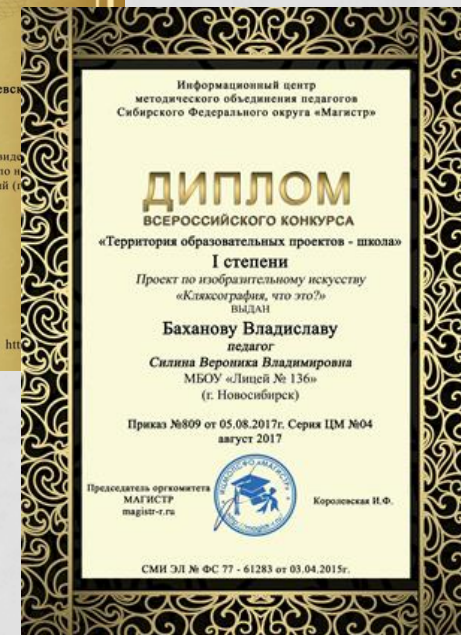 Информационный центр
методического объединения педагогов
Сибирского Федерального округа «Магистр»
ДИПЛОМ
ВСЕРОССИЙСКОГО КОНКУРСА
«Территория образовательных проектов - школа»
I степени
Проект по изобразительному искусству
«Кляксография, что это?»
ВЫДАН
Баханову Владиславу
педагог
Силина Вероника Владимировна
МБОУ «Лицей № 136»
(г. Новосибирск)
Приказ №809 от 05.08.2017г. Серия ЦМ №04
август 2017
Председатель оргкомитета
МАГИСТР
magistr-r.ru
Королевская И.Ф.
СМИ ЭЛ № ФС 77 - 61283 от 03.04.2015г.